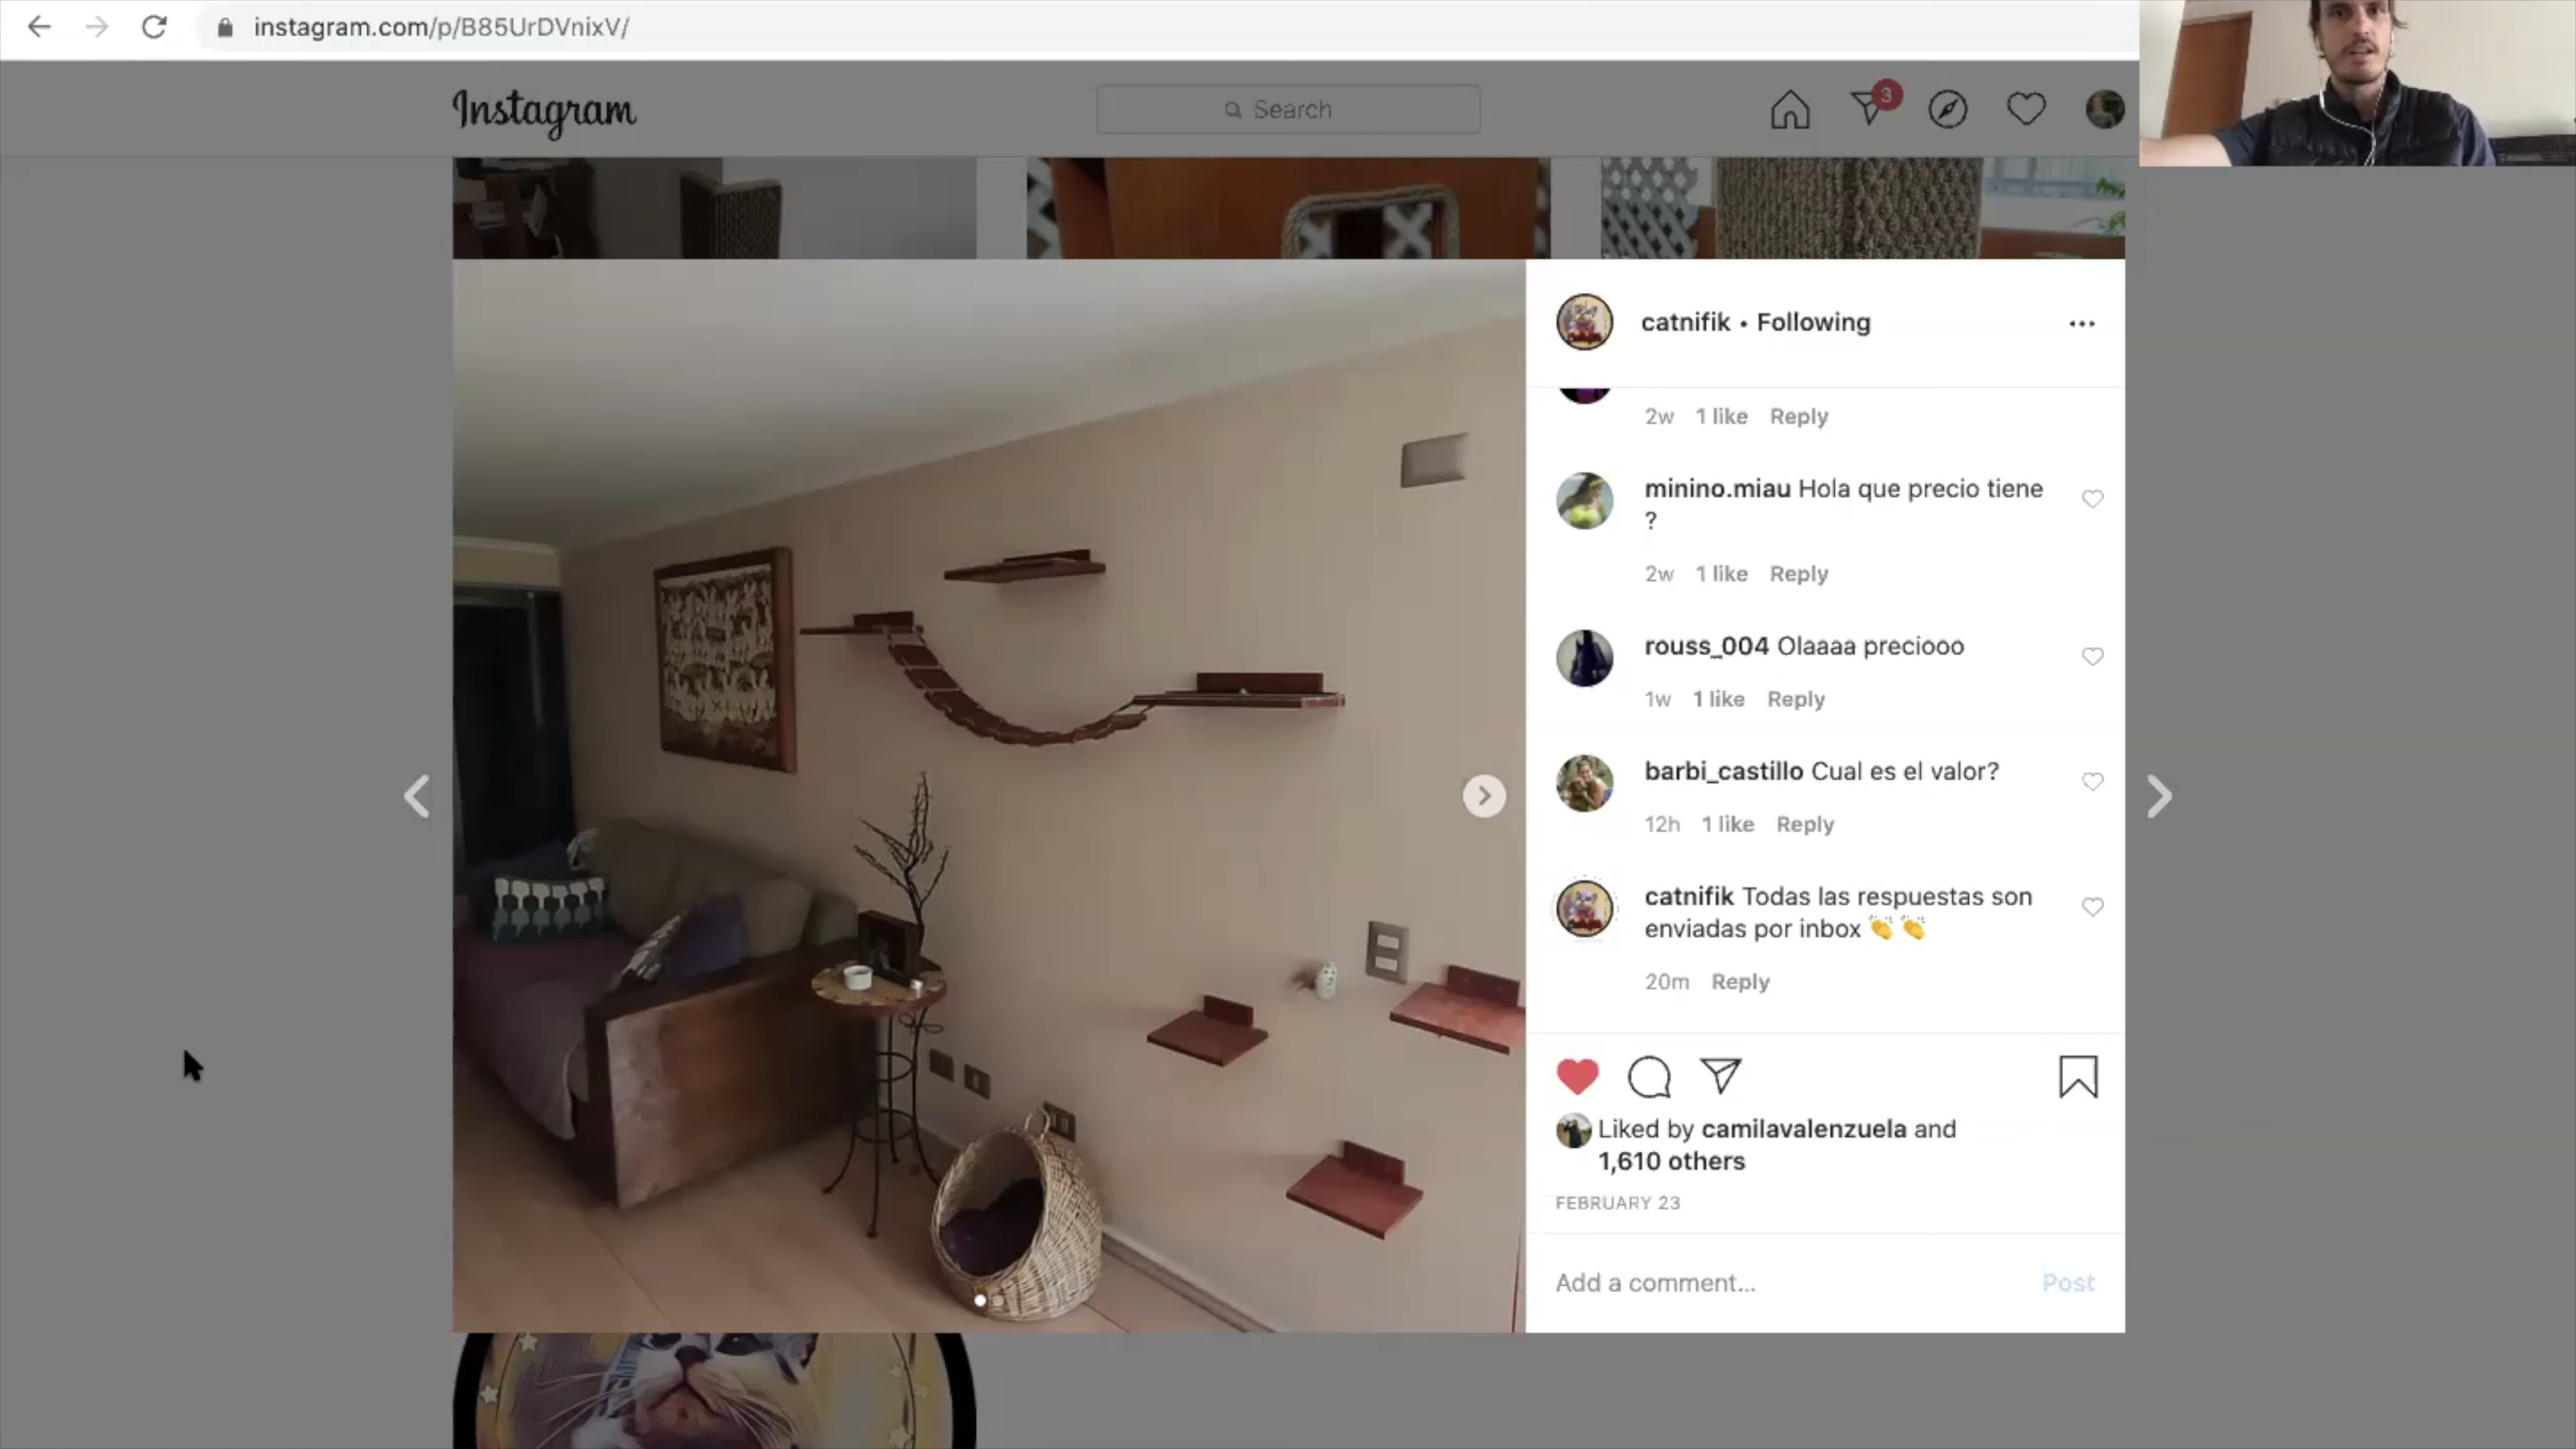 instagram.com/p/B85UrDVnixV/
Instagram
Search
3
catnifik • Following
2w 1 like Reply
minino.miau Hola que precio tiene
?
2w 1 like Reply
rouss_004 Olaaaa preciooo
1w 1 like Reply
barbi_castillo Cual es el valor?
12h 1 like Reply
catnifik Todas las respuestas son
enviadas por inbox 👏 👏
20m Reply
Liked by camilavalenzuela and
1,610 others
FEBRUARY 23
Add a comment...
Post